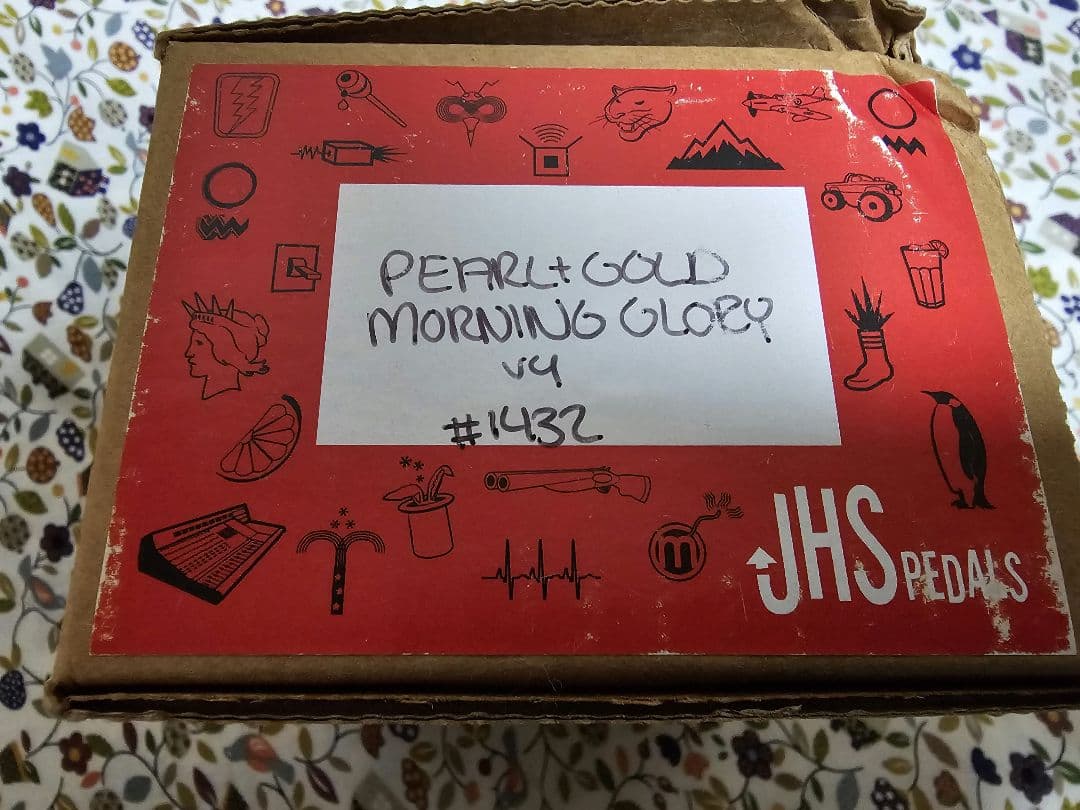 PEARL + GOLD
MORNING GLORY
v4
#1432
JHS PEDALS